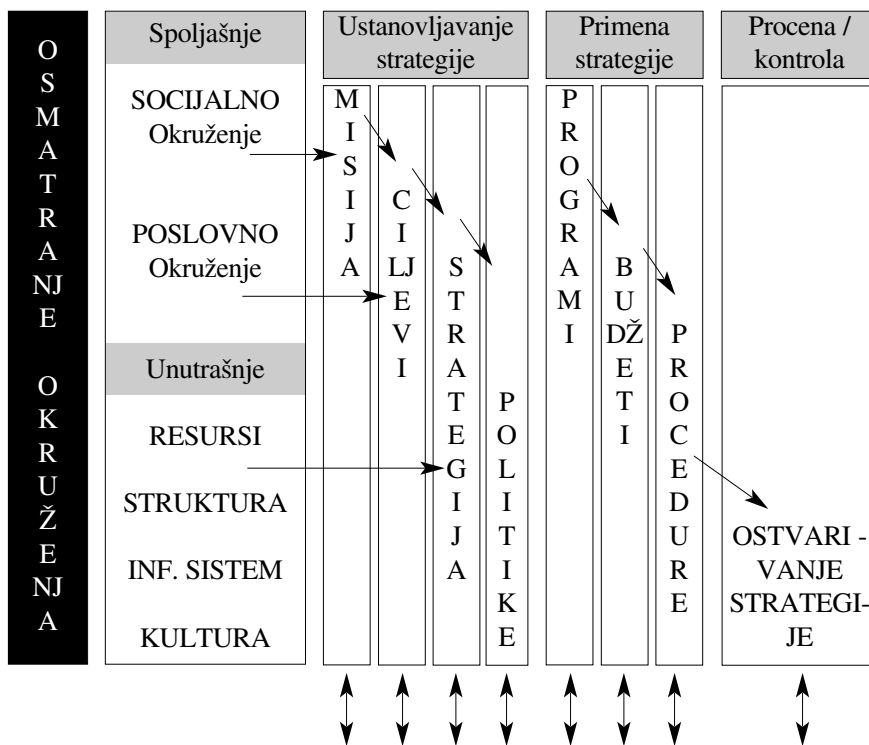 OSMATRANJE OKRUŽENJA
Spoljašnje
SOCIJALNO
Okruženje
POSLOVNO
Okruženje
Unutrašnje
RESURSI
STRUKTURA
INF. SISTEM
KULTURA
Ustanovljavanje
strategije
MISIJA
CILJEVI
STRATEGIJA
POLITIKE
Primena
strategije
PROGRAMI
BUDŽETI
PROCEDURE
Procena /
kontrola
OSTVARI -
VANJE
STRATEGI-
JE